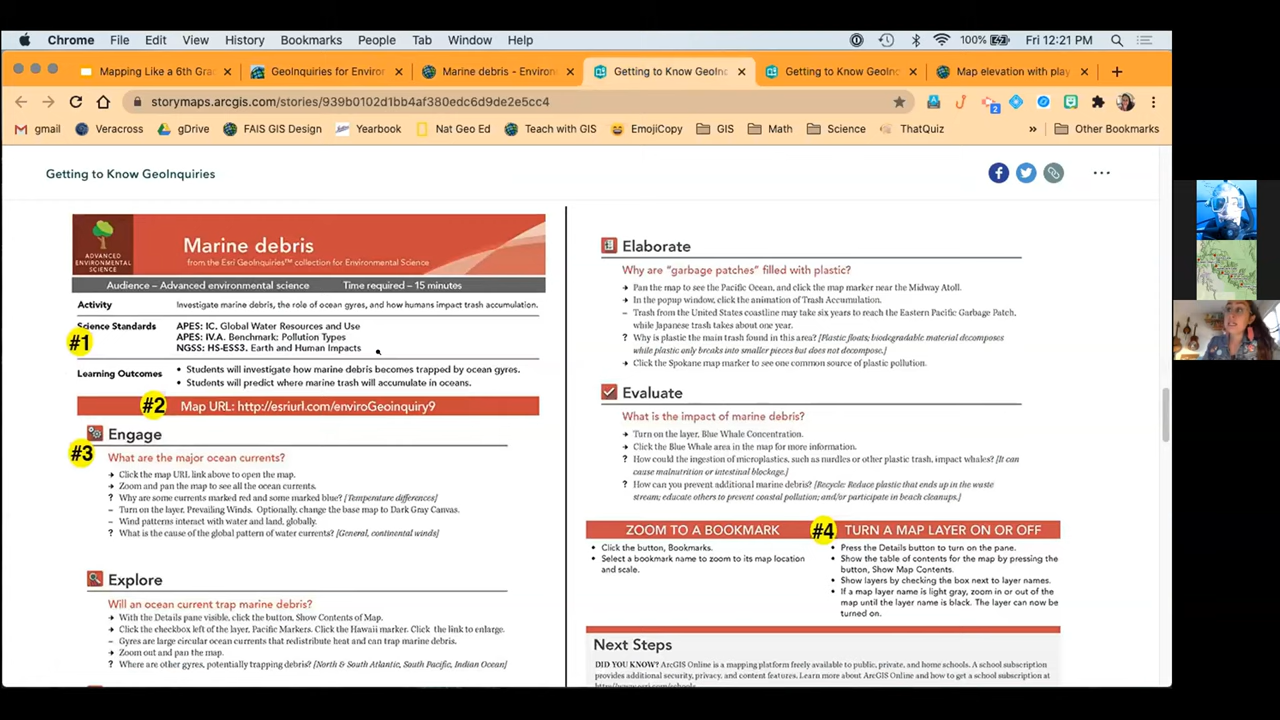 Chrome File Edit View History Bookmarks People Tab Window Help 100% Fri 12:21 PM
Mapping Like a 6th Gra GeoInquiries for Enviro Marine debris - Environ Getting to Know GeoInc Getting to Know GeoInq Map elevation with play
storymaps.arcgis.com/stories/939b0102d1bb4af380edc6d9de2e5cc4
gmail Veracross gDrive FAIS GIS Design Yearbook Nat Geo Ed Teach with GIS EmojiCopy GIS Math Science ThatQuiz » Other Bookmarks
Getting to Know GeoInquiries
ADVANCED
ENVIRONMENTAL
SCIENCE
Marine debris
from the Esri GeoInquiries™ collection for Environmental Science
Audience – Advanced environmental science Time required – 15 minutes
Activity Investigate marine debris, the role of ocean gyres, and how humans impact trash accumulation.
#1
Science Standards APES: IC. Global Water Resources and Use
APES: IV.A. Benchmark: Pollution Types
NGSS: HS-ESS3. Earth and Human Impacts
Learning Outcomes • Students will investigate how marine debris becomes trapped by ocean gyres.
• Students will predict where marine trash will accumulate in oceans.
#2 Map URL: http://esriurl.com/enviroGeoinquiry9
#3 Engage
What are the major ocean currents?
➔ Click the map URL link above to open the map.
➔ Zoom and pan the map to see all the ocean currents.
? Why are some currents marked red and some marked blue? [Temperature differences]
– Turn on the layer, Prevailing Winds. Optionally, change the base map to Dark Gray Canvas.
– Wind patterns interact with water and land, globally.
? What is the cause of the global pattern of water currents? [General, continental winds]
Explore
Will an ocean current trap marine debris?
➔ With the Details pane visible, click the button, Show Contents of Map.
➔ Click the checkbox left of the layer, Pacific Markers. Click the Hawaii marker. Click the link to enlarge.
– Gyres are large circular ocean currents that redistribute heat and can trap marine debris.
➔ Zoom out and pan the map.
? Where are other gyres, potentially trapping debris? [North & South Atlantic, South Pacific, Indian Ocean]
Elaborate
Why are "garbage patches" filled with plastic?
➔ Pan the map to see the Pacific Ocean, and click the map marker near the Midway Atoll.
➔ In the popup window, click the animation of Trash Accumulation.
– Trash from the United States coastline may take six years to reach the Eastern Pacific Garbage Patch,
while Japanese trash takes about one year.
? Why is plastic the main trash found in this area? [Plastic floats; biodegradable material decomposes
while plastic only breaks into smaller pieces but does not decompose.]
➔ Click the Spokane map marker to see one common source of plastic pollution.
Evaluate
What is the impact of marine debris?
➔ Turn on the layer, Blue Whale Concentration.
➔ Click the Blue Whale area in the map for more information.
? How could the ingestion of microplastics, such as nurdles or other plastic trash, impact whales? [It can
cause malnutrition or intestinal blockage.]
? How can you prevent additional marine debris? [Recycle: Reduce plastic that ends up in the waste
stream; educate others to prevent coastal pollution; and/or participate in beach cleanups.]
ZOOM TO A BOOKMARK
• Click the button, Bookmarks.
• Select a bookmark name to zoom to its map location
and scale.
#4 TURN A MAP LAYER ON OR OFF
• Press the Details button to turn on the pane.
• Show the table of contents for the map by pressing the
button, Show Map Contents.
• Show layers by checking the box next to layer names.
• If a map layer name is light gray, zoom in or out of the
map until the layer name is black. The layer can now be
turned on.
Next Steps
DID YOU KNOW? ArcGIS Online is a mapping platform freely available to public, private, and home schools. A school subscription
provides additional security, privacy, and content features. Learn more about ArcGIS Online and how to get a school subscription at
http://www.esri.com/schools